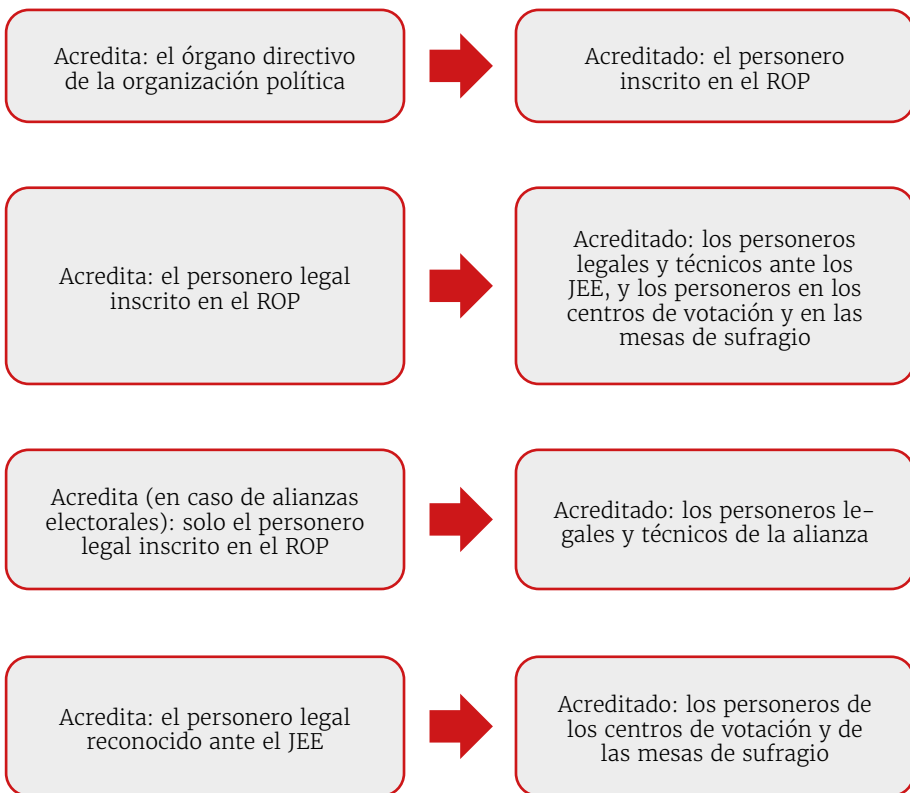 Acredita: el órgano directivo
de la organización política
Acreditado: el personero
inscrito en el ROP
Acredita: el personero legal
inscrito en el ROP
Acreditado: los personeros
legales y técnicos ante los
JEE, y los personeros en los
centros de votación y en las
mesas de sufragio
Acredita (en caso de alianzas
electorales): solo el personero
legal inscrito en el ROP
Acreditado: los personeros le-
gales y técnicos de la alianza
Acredita: el personero legal
reconocido ante el JEE
Acreditado: los personeros de
los centros de votación y de
las mesas de sufragio